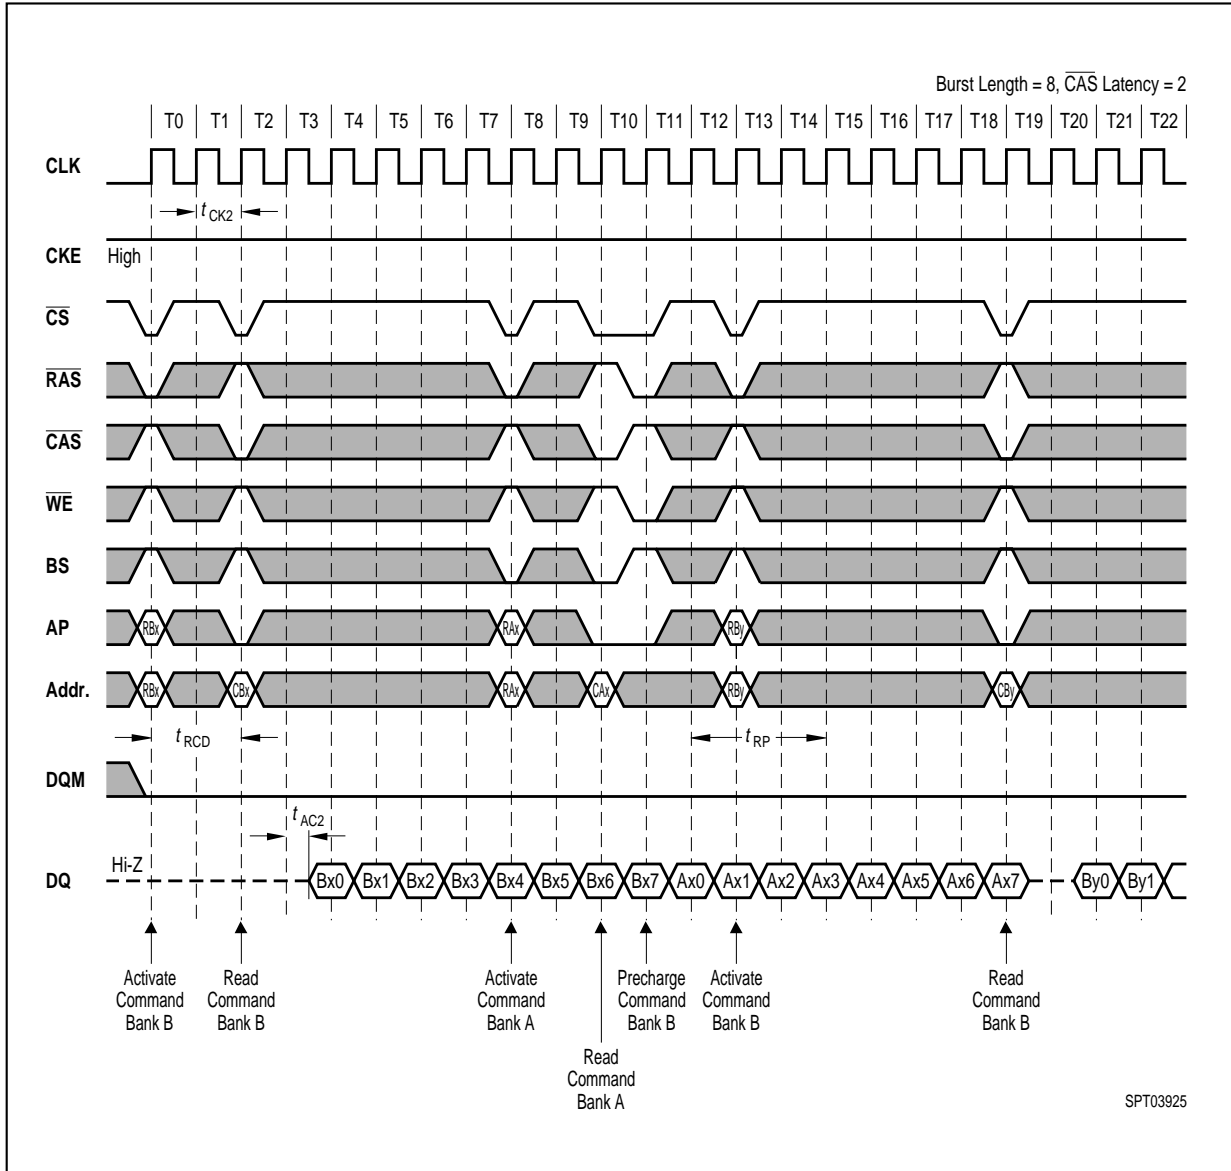 Burst Length = 8, CAS Latency = 2
T0 T1 T2 T3 T4 T5 T6 T7 T8 T9 T10 T11 T12 T13 T14 T15 T16 T17 T18 T19 T20 T21 T22
CLK
t CK2
CKE High
CS
RAS
CAS
WE
BS
AP RBx RAx RBy
Addr. RBx CBx RAx CAx RBy CBy
t RCD t RP
DQM
t AC2
Hi-Z
DQ Bx0 Bx1 Bx2 Bx3 Bx4 Bx5 Bx6 Bx7 Ax0 Ax1 Ax2 Ax3 Ax4 Ax5 Ax6 Ax7 By0 By1
Activate Command Bank B
Read Command Bank B
Activate Command Bank A
Read Command Bank A
Precharge Command Bank B
Activate Command Bank B
Read Command Bank B
SPT03925